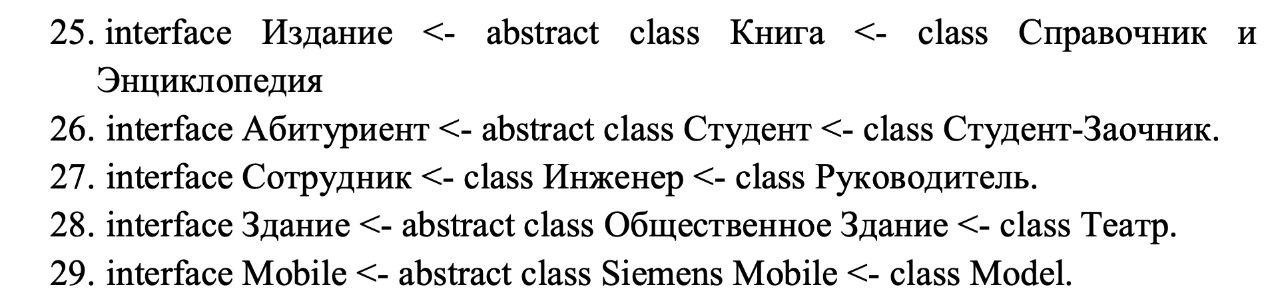 25. interface Издание <- abstract class Книга <- class Справочник и
Энциклопедия
26. interface Абитуриент <- abstract class Студент <- class Студент-Заочник.
27. interface Сотрудник <- class Инженер <- class Руководитель.
28. interface Здание <- abstract class Общественное Здание <- class Театр.
29. interface Mobile <- abstract class Siemens Mobile <- class Model.